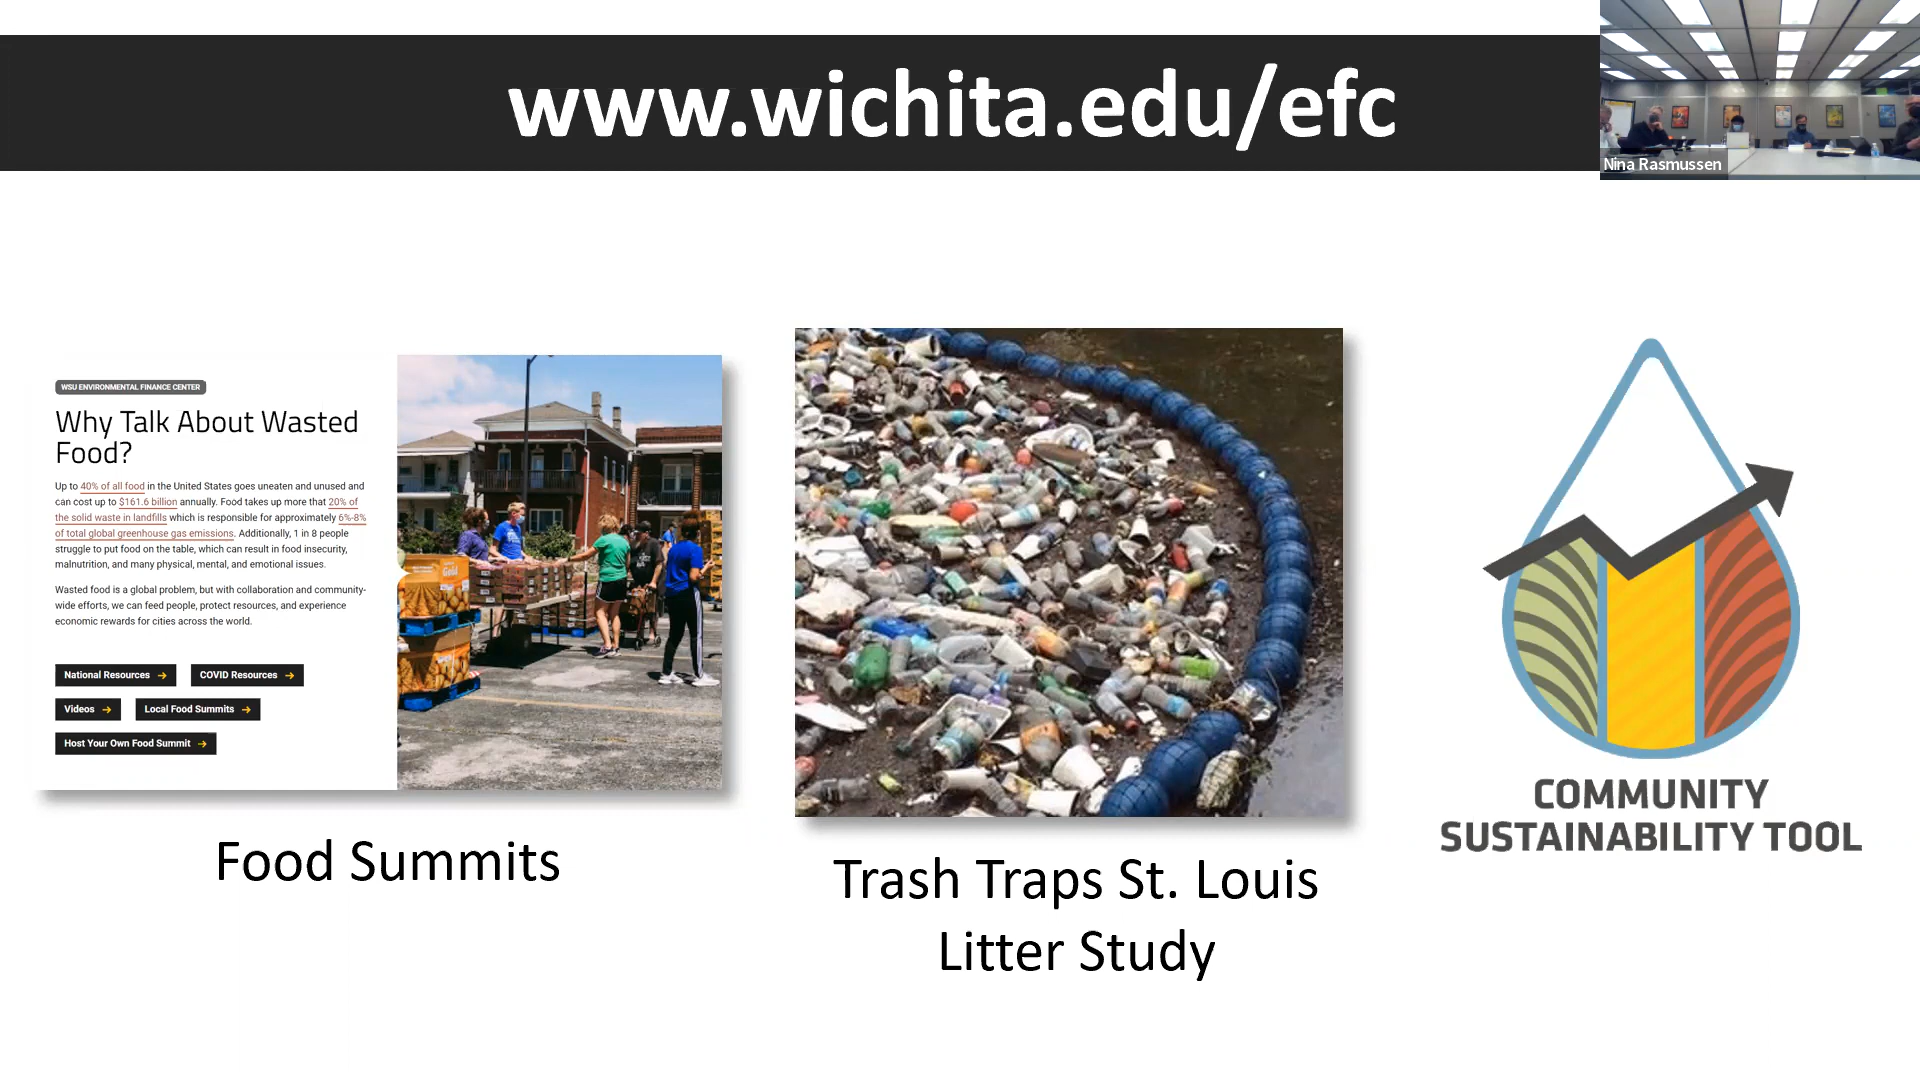 www.wichita.edu/efc
Nina Rasmussen
WSU ENVIRONMENTAL FINANCE CENTER
Why Talk About Wasted
Food?
Up to 40% of all food in the United States goes uneaten and unused and
can cost up to $161.6 billion annually. Food takes up more that 20% of
the solid waste in landfills which is responsible for approximately 6%-8%
of total global greenhouse gas emissions. Additionally, 1 in 8 people
struggle to put food on the table, which can result in food insecurity,
malnutrition, and many physical, mental, and emotional issues.
Wasted food is a global problem, but with collaboration and community-
wide efforts, we can feed people, protect resources, and experience
economic rewards for cities across the world.
National Resources → COVID Resources →
Videos → Local Food Summits →
Host Your Own Food Summit →
Food Summits
Trash Traps St. Louis
Litter Study
COMMUNITY
SUSTAINABILITY TOOL